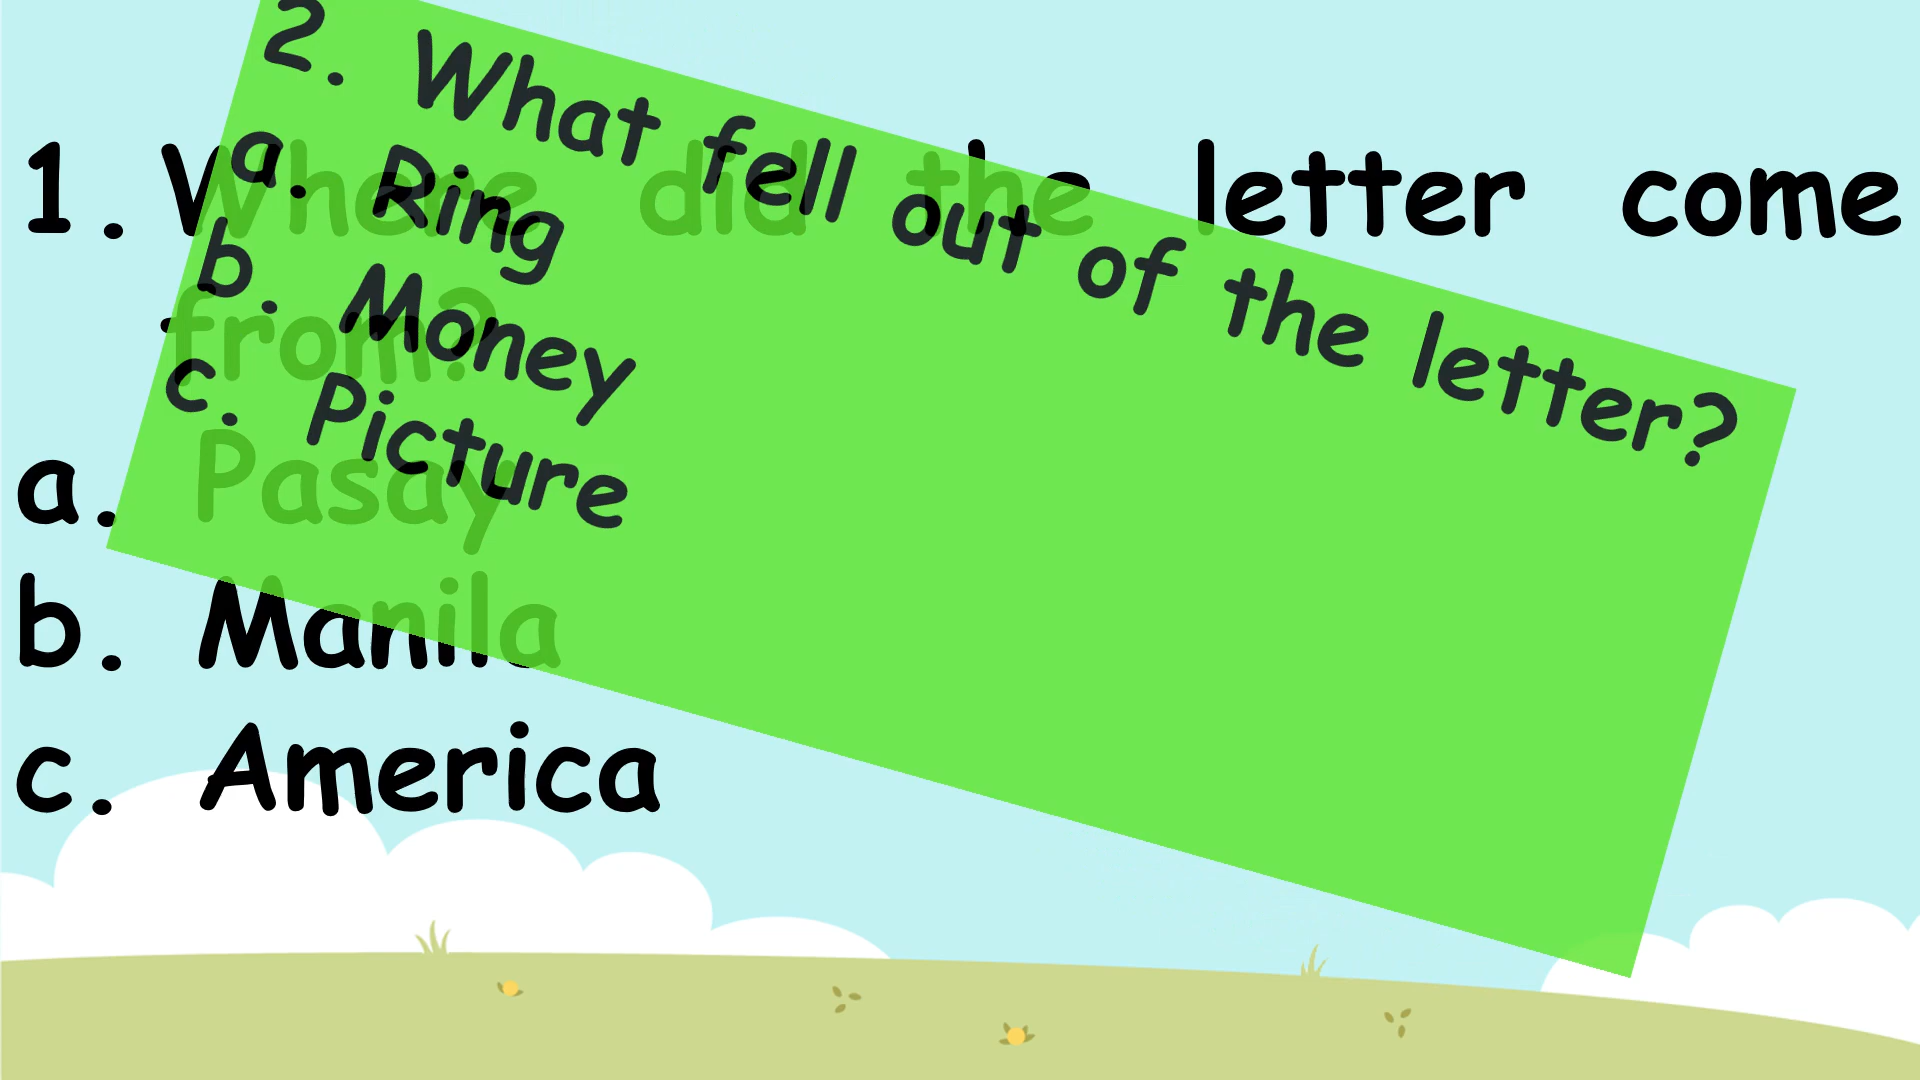 2. What fell out of the letter?
a. Ring
b. Money
c. Picture
1. Where did the letter come
from?
a. Pasay
b. Manila
c. America